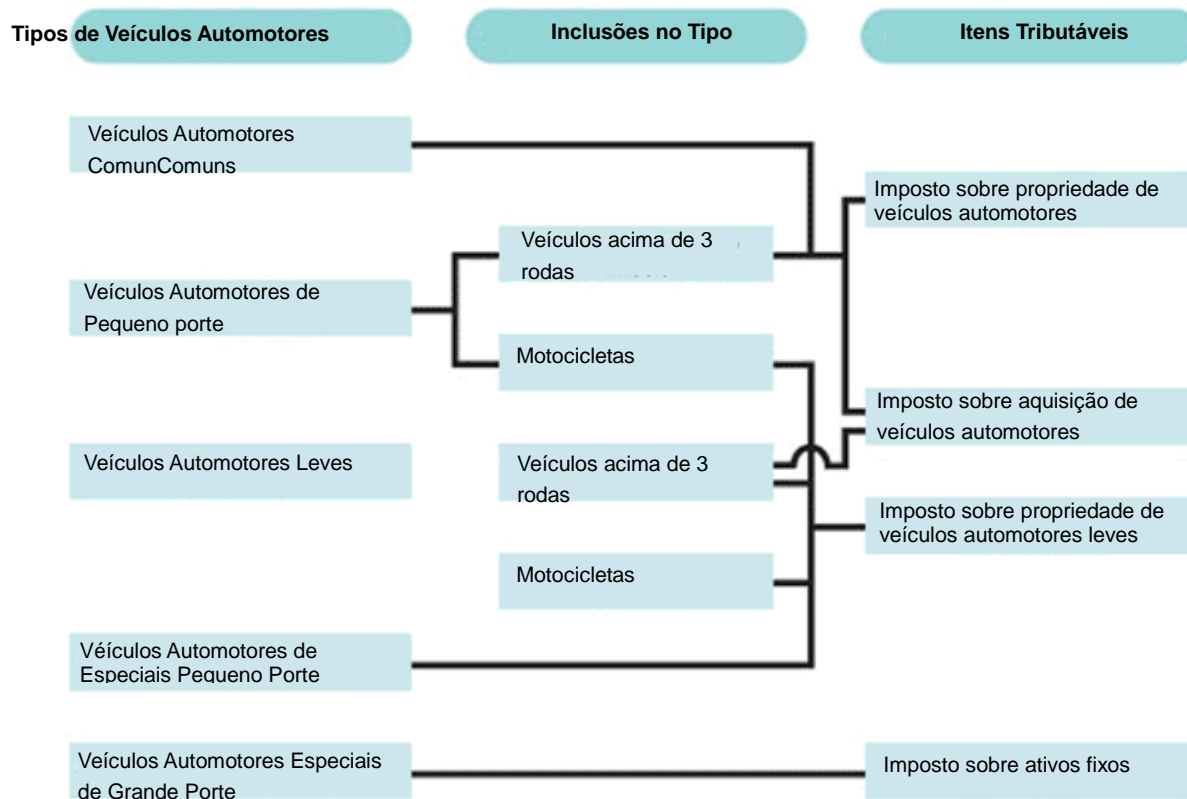 Tipos de Veículos Automotores
Inclusões no Tipo
Itens Tributáveis
Veículos Automotores
ComunComuns
Imposto sobre propriedade de
veículos automotores
Veículos acima de 3
rodas
Veículos Automotores de
Pequeno porte
Motocicletas
Imposto sobre aquisição de
veículos automotores
Veículos Automotores Leves
Veículos acima de 3
rodas
Imposto sobre propriedade de
veículos automotores leves
Motocicletas
Véículos Automotores de
Especiais Pequeno Porte
Veículos Automotores Especiais
de Grande Porte
Imposto sobre ativos fixos